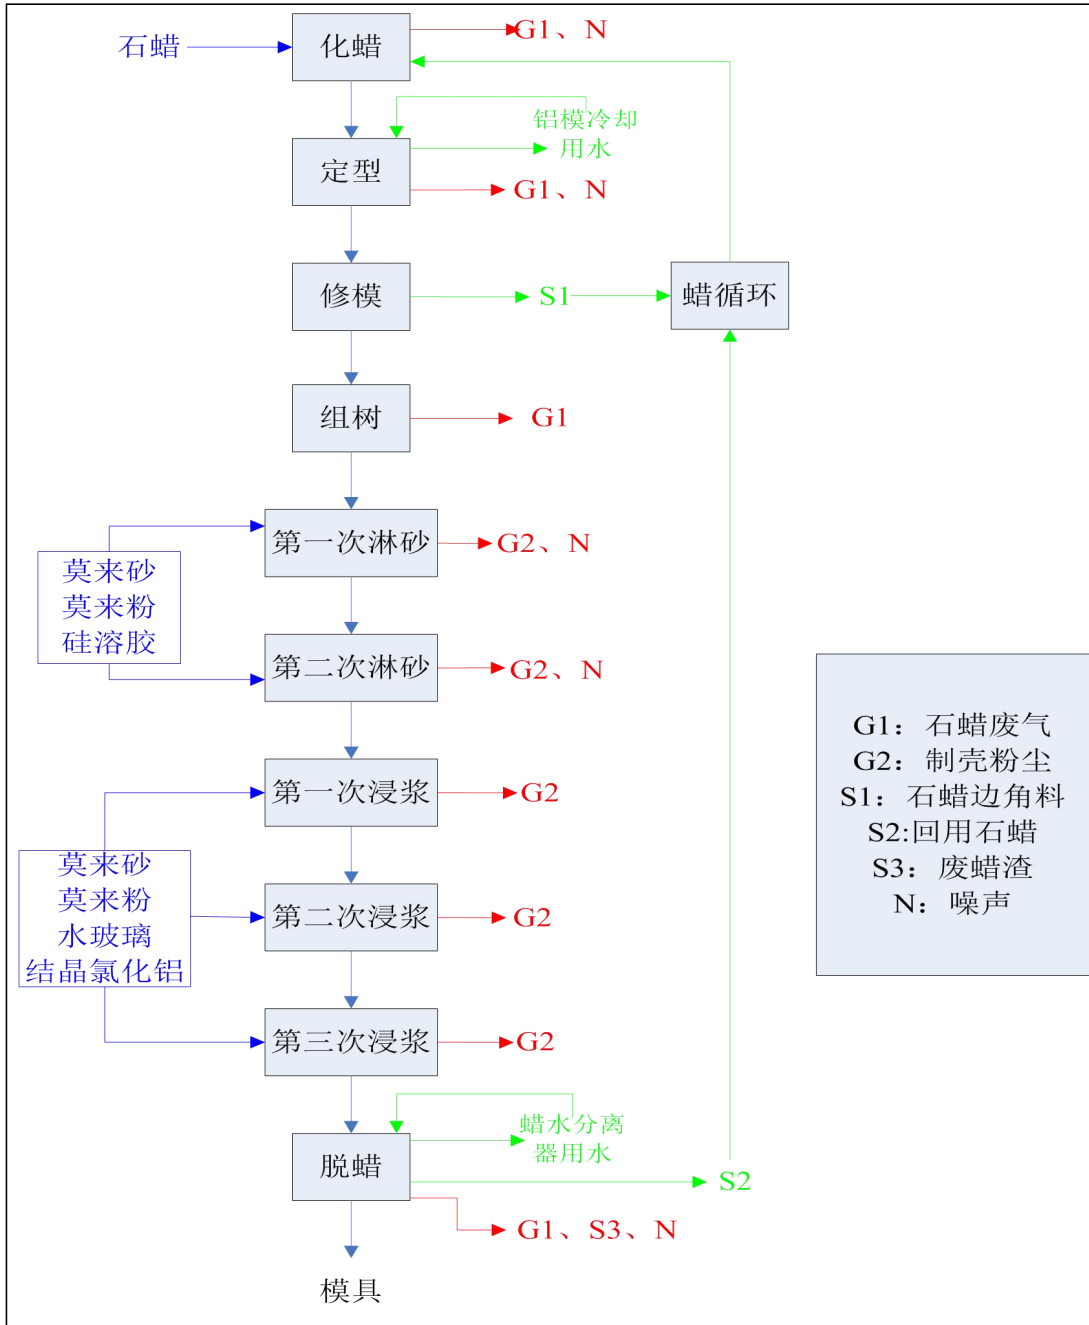 石蜡
化蜡
G1、N
铝模冷却
用水
定型
G1、N
修模
S1
蜡循环
组树
G1
莫来砂
莫来粉
硅溶胶
第一次淋砂
G2、N
第二次淋砂
G2、N
第一次浸浆
G2
莫来砂
莫来粉
水玻璃
结晶氯化铝
第二次浸浆
G2
第三次浸浆
G2
蜡水分离
器用水
脱蜡
S2
G1、S3、N
模具
G1：石蜡废气
G2：制壳粉尘
S1：石蜡边角料
S2:回用石蜡
S3：废蜡渣
N：噪声